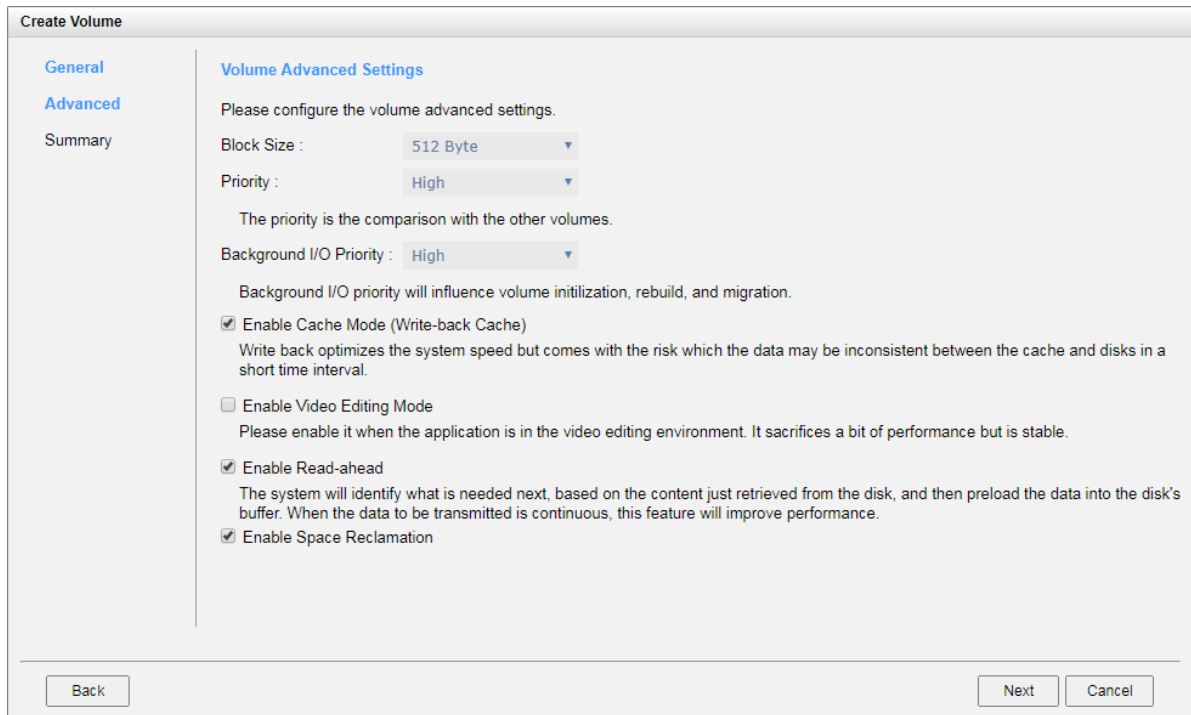 Create Volume
General
Advanced
Summary
Volume Advanced Settings
Please configure the volume advanced settings.
Block Size : 512 Byte
Priority : High
The priority is the comparison with the other volumes.
Background I/O Priority : High
Background I/O priority will influence volume initilization, rebuild, and migration.
Enable Cache Mode (Write-back Cache)
Write back optimizes the system speed but comes with the risk which the data may be inconsistent between the cache and disks in a
short time interval.
Enable Video Editing Mode
Please enable it when the application is in the video editing environment. It sacrifices a bit of performance but is stable.
Enable Read-ahead
The system will identify what is needed next, based on the content just retrieved from the disk, and then preload the data into the disk's
buffer. When the data to be transmitted is continuous, this feature will improve performance.
Enable Space Reclamation
Back Next Cancel